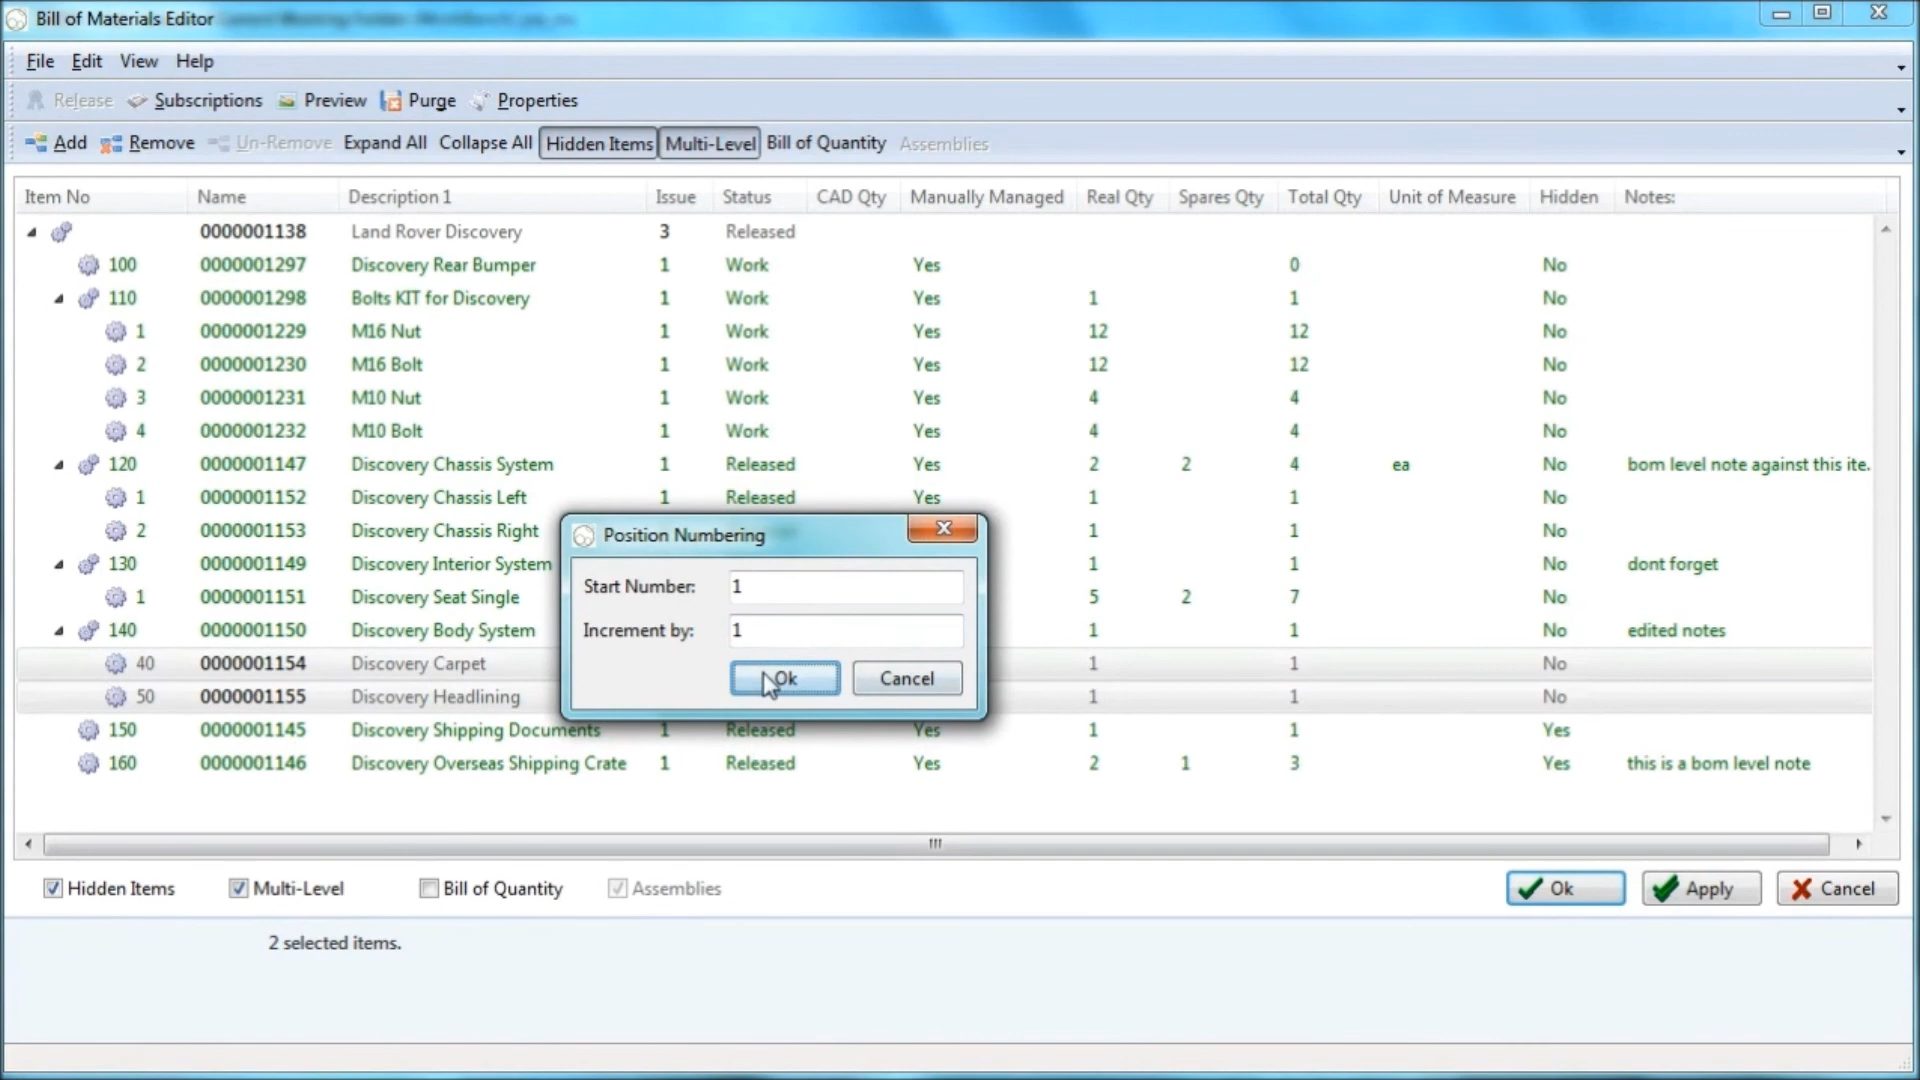 Bill of Materials Editor
File Edit View Help
Release Subscriptions Preview Purge Properties
Add Remove Un-Remove Expand All Collapse All Hidden Items Multi-Level Bill of Quantity Assemblies
Item No Name Description 1 Issue Status CAD Qty Manually Managed Real Qty Spares Qty Total Qty Unit of Measure Hidden Notes:
0000001138 Land Rover Discovery 3 Released
100 0000001297 Discovery Rear Bumper 1 Work Yes 0 No
110 0000001298 Bolts KIT for Discovery 1 Work Yes 1 1 No
1 0000001229 M16 Nut 1 Work Yes 12 12 No
2 0000001230 M16 Bolt 1 Work Yes 12 12 No
3 0000001231 M10 Nut 1 Work Yes 4 4 No
4 0000001232 M10 Bolt 1 Work Yes 4 4 No
120 0000001147 Discovery Chassis System 1 Released Yes 2 2 4 ea No bom level note against this ite.
1 0000001152 Discovery Chassis Left 1 Released Yes 1 1 No
2 0000001153 Discovery Chassis Right 1 1 No
130 0000001149 Discovery Interior System 1 1 No dont forget
1 0000001151 Discovery Seat Single 5 2 7 No
140 0000001150 Discovery Body System 1 1 No edited notes
40 0000001154 Discovery Carpet 1 1 No
50 0000001155 Discovery Headlining 1 1 No
150 0000001145 Discovery Shipping Documents 1 Released Yes 1 1 Yes
160 0000001146 Discovery Overseas Shipping Crate 1 Released Yes 2 1 3 Yes this is a bom level note
Position Numbering
Start Number: 1
Increment by: 1
Ok Cancel
Hidden Items Multi-Level Bill of Quantity Assemblies Ok Apply Cancel
2 selected items.